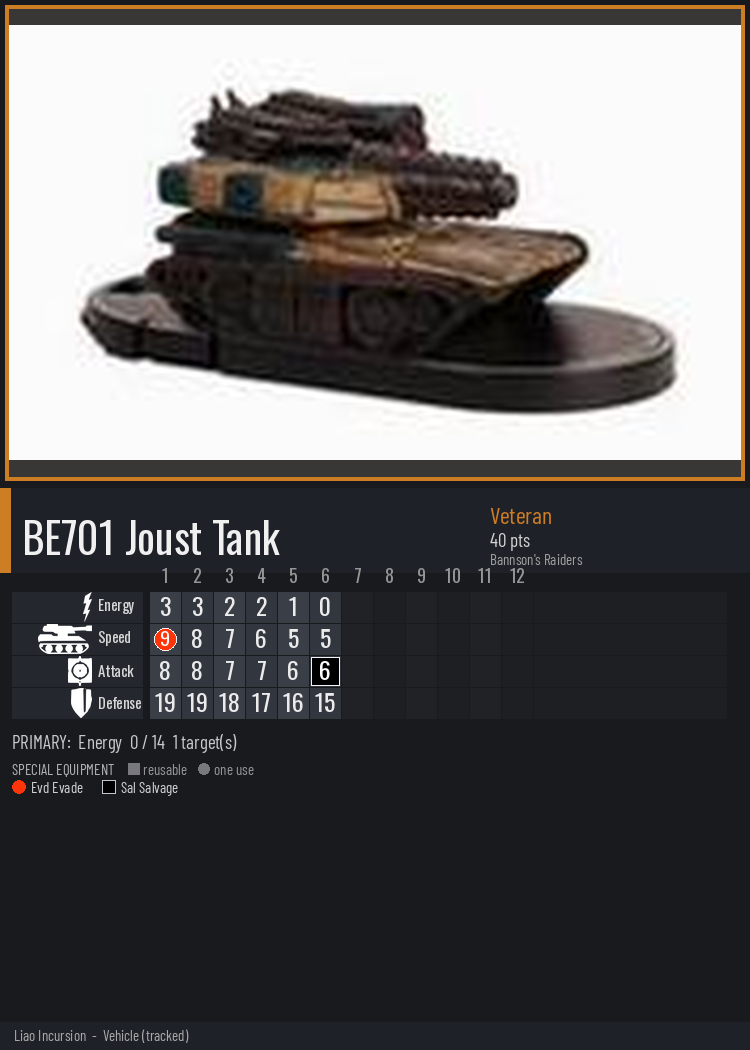 BE701 Joust Tank
Veteran
40 pts
Bannson's Raiders
1 2 3 4 5 6 7 8 9 10 11 12
Energy 3 3 2 2 1 0
Speed 9 8 7 6 5 5
Attack 8 8 7 7 6 6
Defense 19 19 18 17 16 15
PRIMARY: Energy 0 / 14 1 target(s)
SPECIAL EQUIPMENT reusable one use
Evd Evade Sal Salvage
Liao Incursion - Vehicle (tracked)